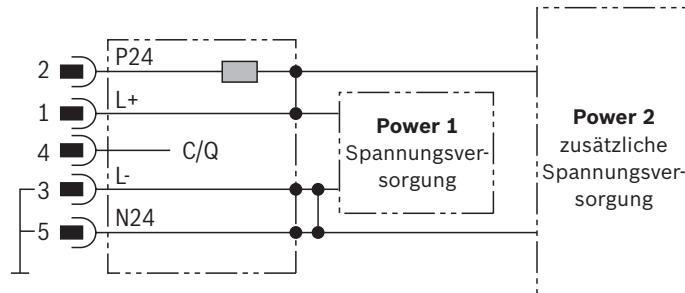 2 P24
1 L+
4 C/Q
3 L-
5 N24
Power 1
Spannungsver-
sorgung
Power 2
zusätzliche
Spannungsver-
sorgung